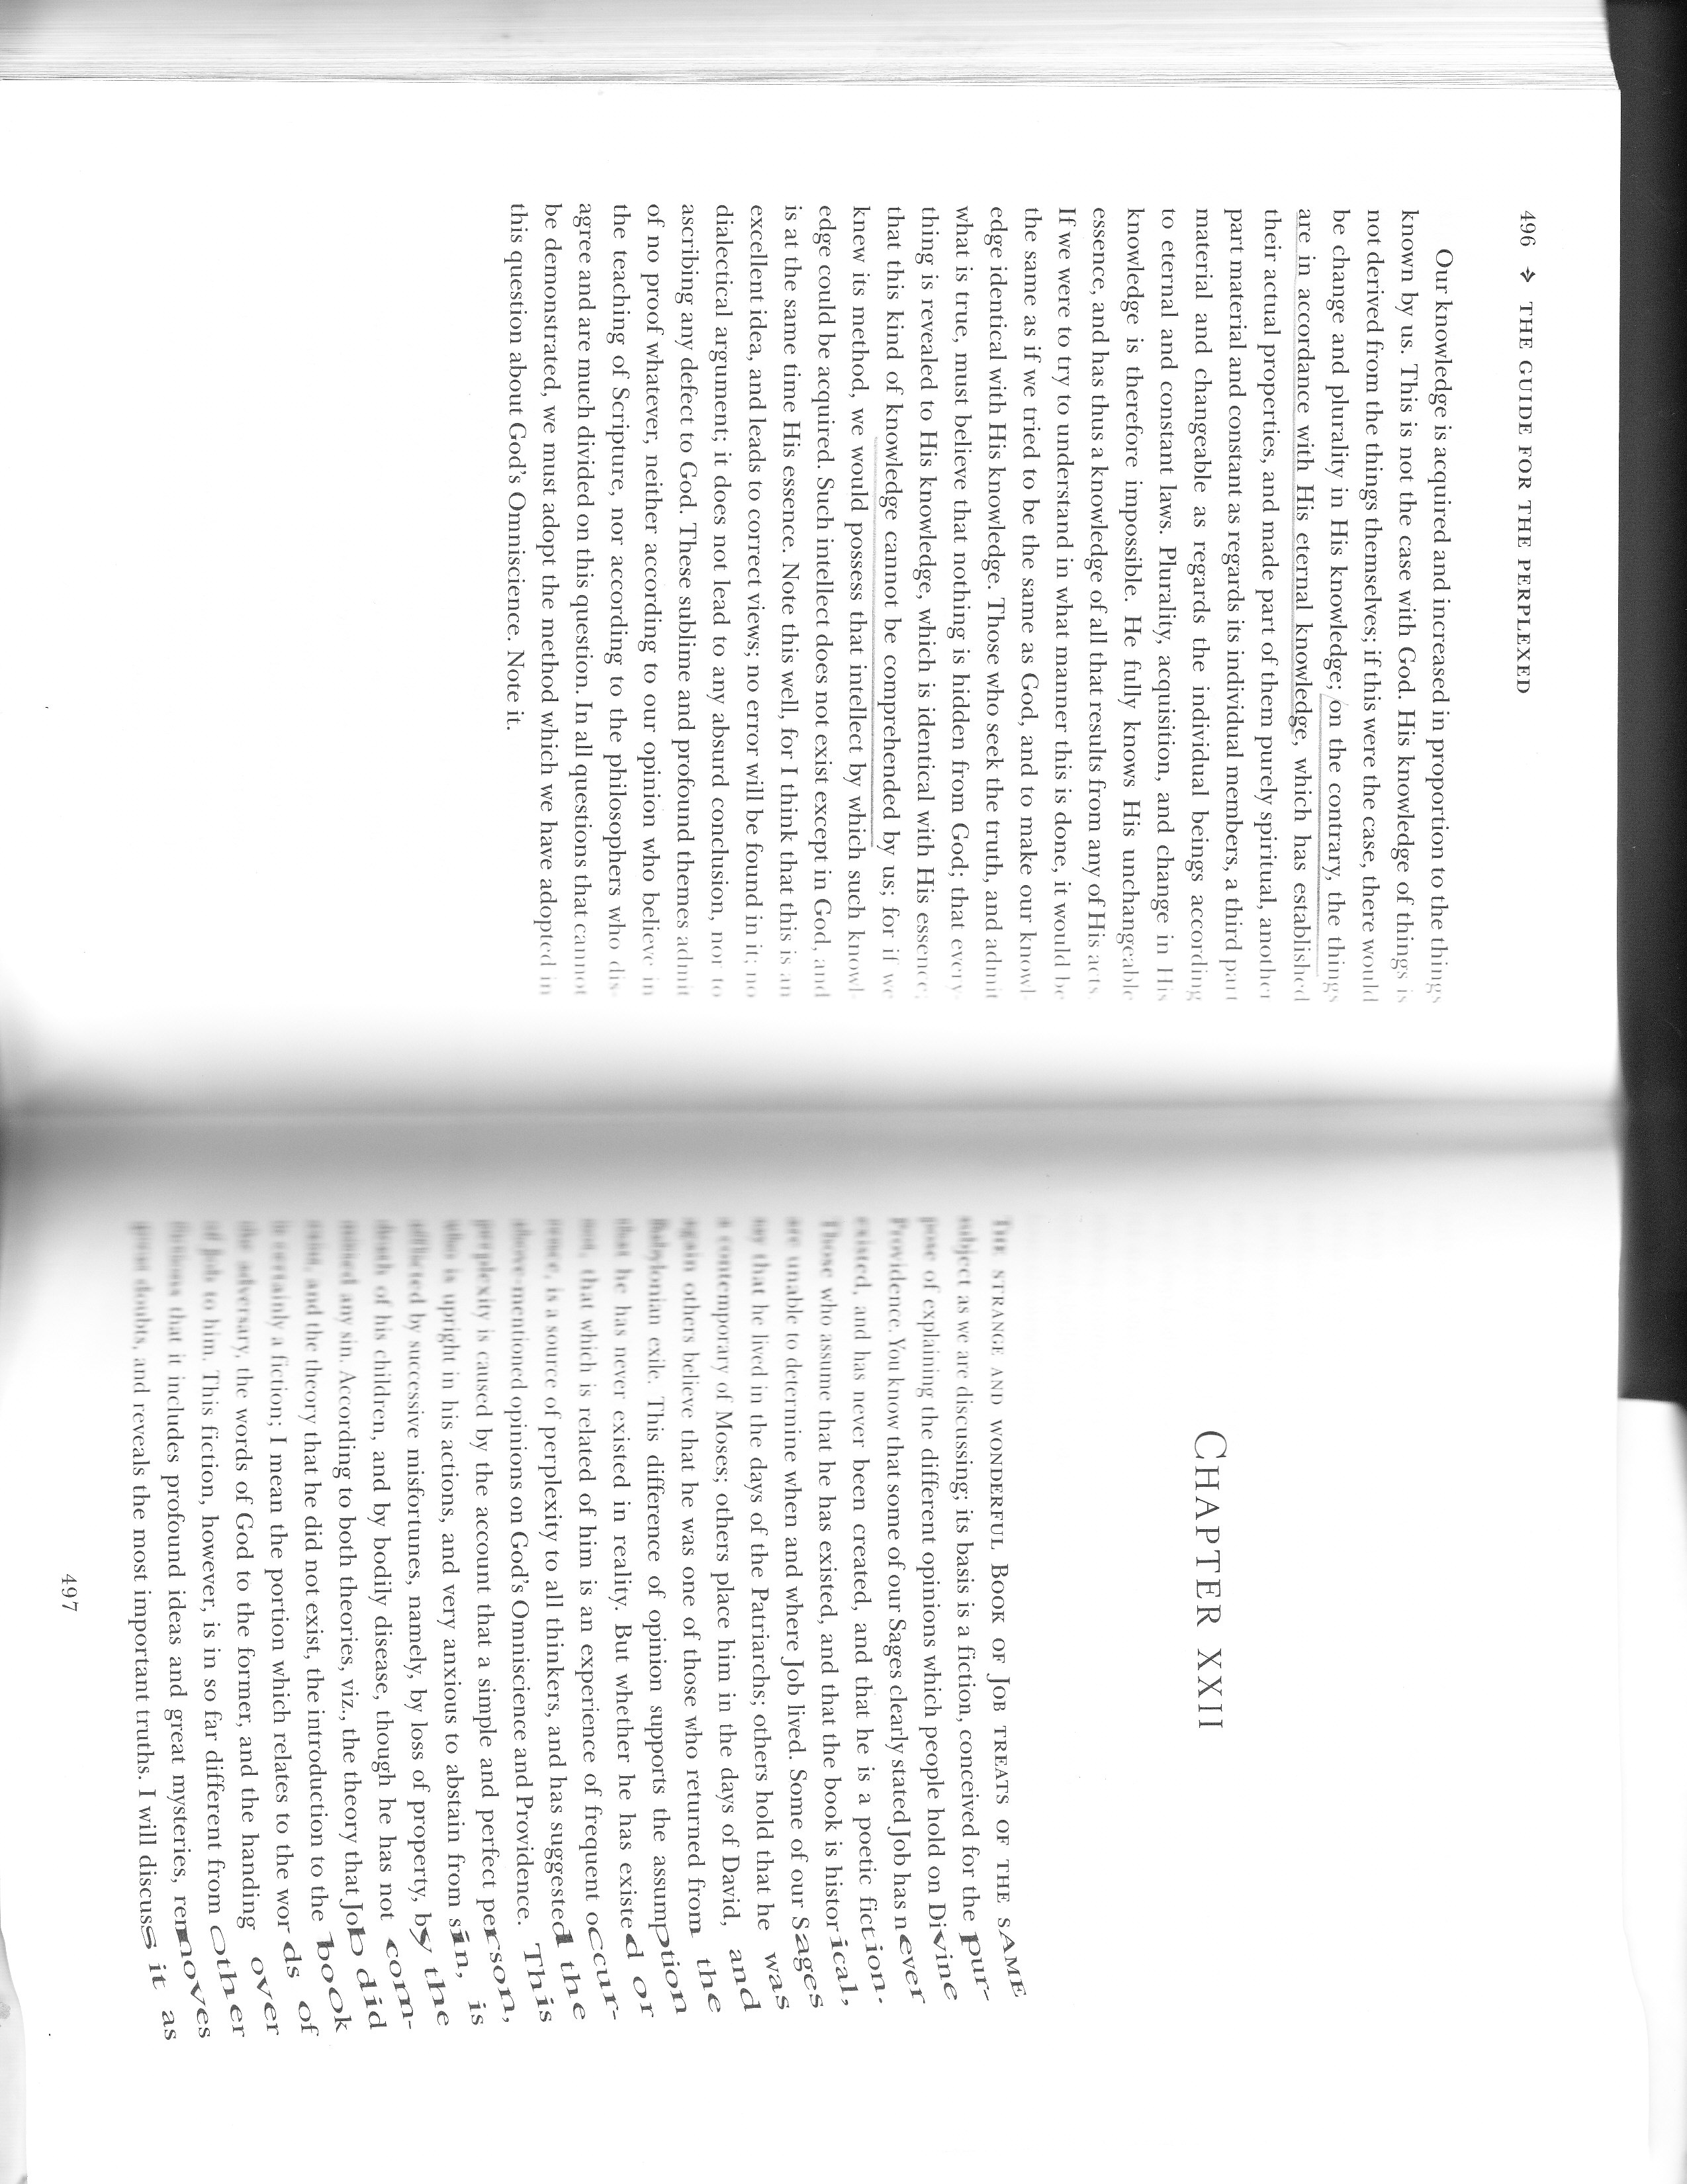 496 ❖ THE GUIDE FOR THE PERPLEXED
Our knowledge is acquired and increased in proportion to the things
known by us. This is not the case with God. His knowledge of things is
not derived from the things themselves; if this were the case, there would
be change and plurality in His knowledge; on the contrary, the things
are in accordance with His eternal knowledge, which has established
their actual properties, and made part of them purely spiritual, another
part material and constant as regards its individual members, a third part
material and changeable as regards the individual beings according
to eternal and constant laws. Plurality, acquisition, and change in His
knowledge is therefore impossible. He fully knows His unchangeable
essence, and has thus a knowledge of all that results from any of His acts.
If we were to try to understand in what manner this is done, it would be
the same as if we tried to be the same as God, and to make our knowl-
edge identical with His knowledge. Those who seek the truth, and admit
what is true, must believe that nothing is hidden from God; that every-
thing is revealed to His knowledge, which is identical with His essence;
that this kind of knowledge cannot be comprehended by us; for if we
knew its method, we would possess that intellect by which such knowl-
edge could be acquired. Such intellect does not exist except in God, and
is at the same time His essence. Note this well, for I think that this is an
excellent idea, and leads to correct views; no error will be found in it; no
dialectical argument; it does not lead to any absurd conclusion, nor to
ascribing any defect to God. These sublime and profound themes admit
of no proof whatever, neither according to our opinion who believe in
the teaching of Scripture, nor according to the philosophers who dis-
agree and are much divided on this question. In all questions that cannot
be demonstrated, we must adopt the method which we have adopted in
this question about God's Omniscience. Note it.
CHAPTER XXII
THE STRANGE AND WONDERFUL BOOK OF JOB TREATS OF THE SAME
subject as we are discussing; its basis is a fiction, conceived for the pur-
pose of explaining the different opinions which people hold on Divine
Providence. You know that some of our Sages clearly stated Job has never
existed, and has never been created, and that he is a poetic fiction.
Those who assume that he has existed, and that the book is historical,
are unable to determine when and where Job lived. Some of our Sages
say that he lived in the days of the Patriarchs; others hold that he was
a contemporary of Moses; others place him in the days of David, and
again others believe that he was one of those who returned from the
Babylonian exile. This difference of opinion supports the assumption
that he has never existed in reality. But whether he has existed or
not, that which is related of him is an experience of frequent occur-
rence, is a source of perplexity to all thinkers, and has suggested the
above-mentioned opinions on God's Omniscience and Providence. This
perplexity is caused by the account that a simple and perfect person,
who is upright in his actions, and very anxious to abstain from sin, is
afflicted by successive misfortunes, namely, by loss of property, by the
death of his children, and by bodily disease, though he has not com-
mitted any sin. According to both theories, viz., the theory that Job did
exist, and the theory that he did not exist, the introduction to the book
is certainly a fiction; I mean the portion which relates to the words of
the adversary, the words of God to the former, and the handing over
of Job to him. This fiction, however, is in so far different from other
fictions that it includes profound ideas and great mysteries, removes
great doubts, and reveals the most important truths. I will discuss it as
497